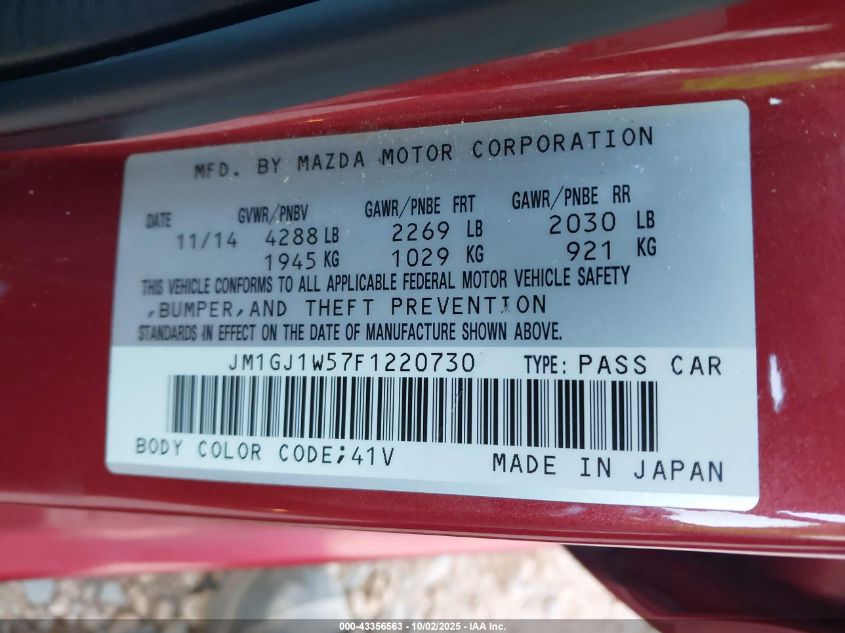 MFD. BY MAZDA MOTOR CORPORATION
DATE GVWR/PNBV GAWR/PNBE FRT GAWR/PNBE RR
11/14 4288 LB 2269 LB 2030 LB
1945 KG 1029 KG 921 KG
THIS VEHICLE CONFORMS TO ALL APPLICABLE FEDERAL MOTOR VEHICLE SAFETY
,BUMPER,AND THEFT PREVENTION
STANDARDS IN EFFECT ON THE DATE OF MANUFACTURE SHOWN ABOVE.
JM1GJ1W57F1220730 TYPE: PASS CAR
BODY COLOR CODE;41V MADE IN JAPAN
000-43356563 - 10/02/2025 - IAA Inc.